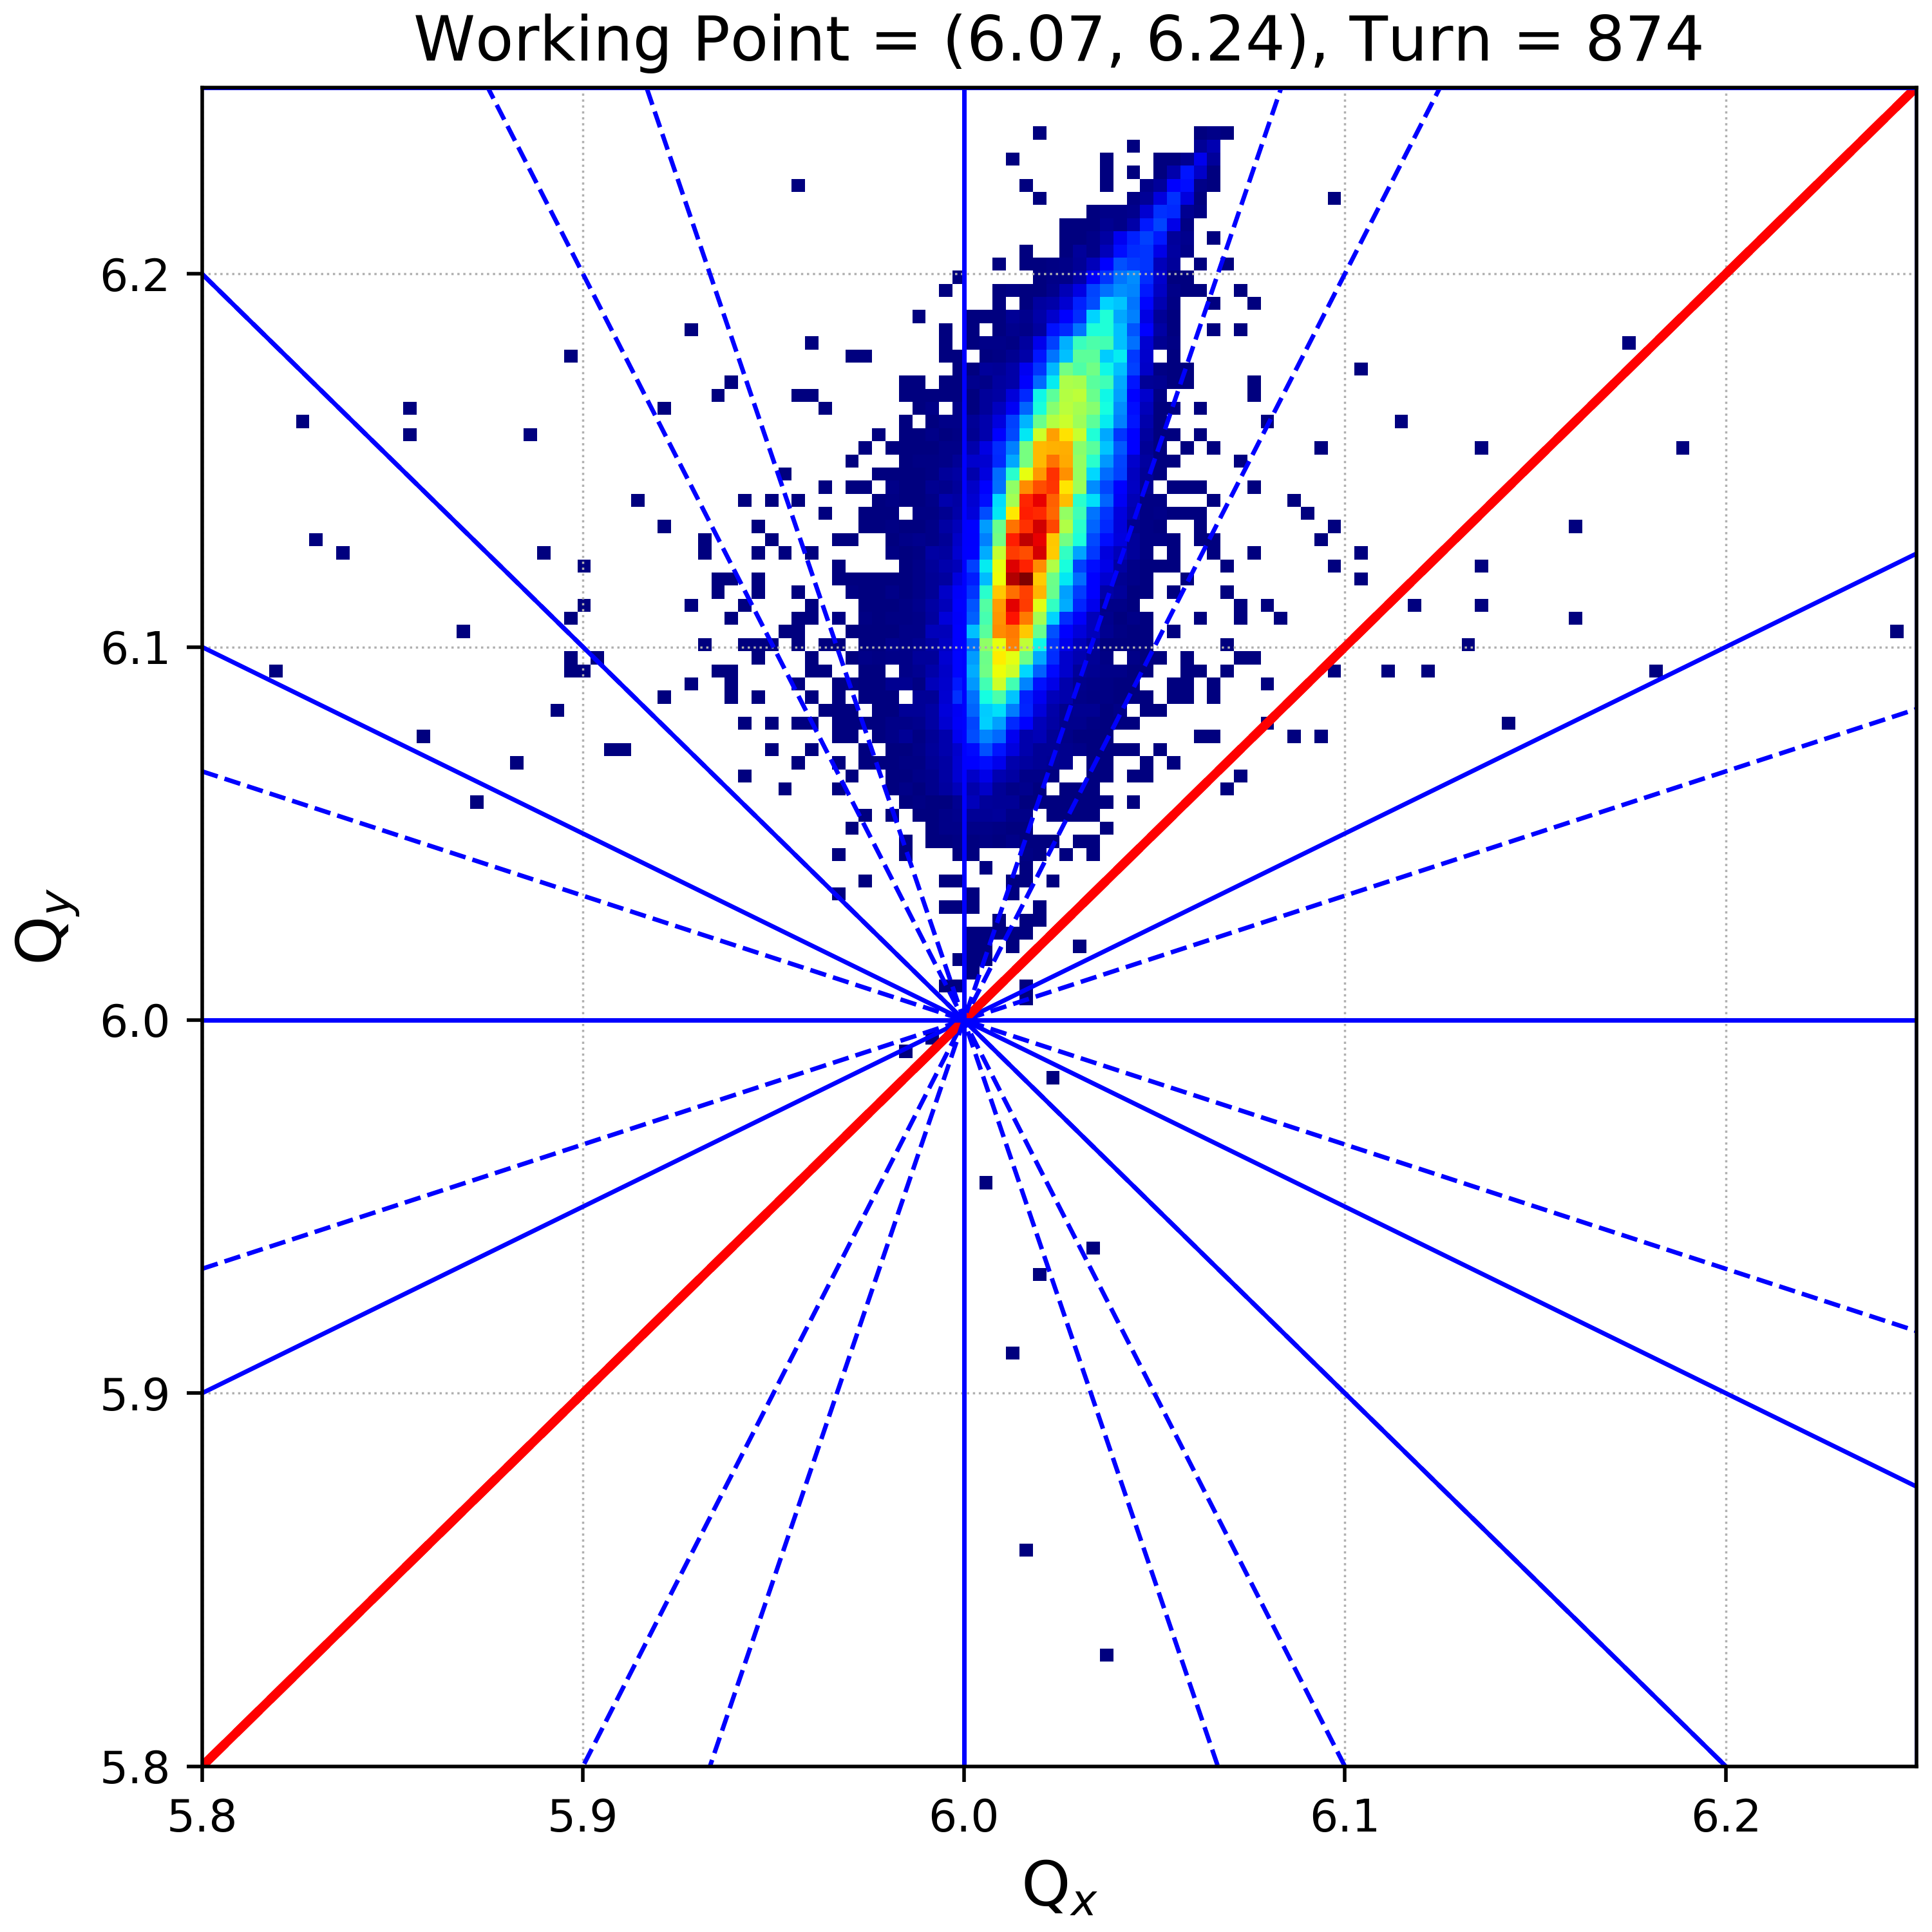 Working Point = (6.07, 6.24), Turn = 874
6.2
6.1
6.0
5.9
5.8
Qy
5.8 5.9 6.0 6.1 6.2
Qx